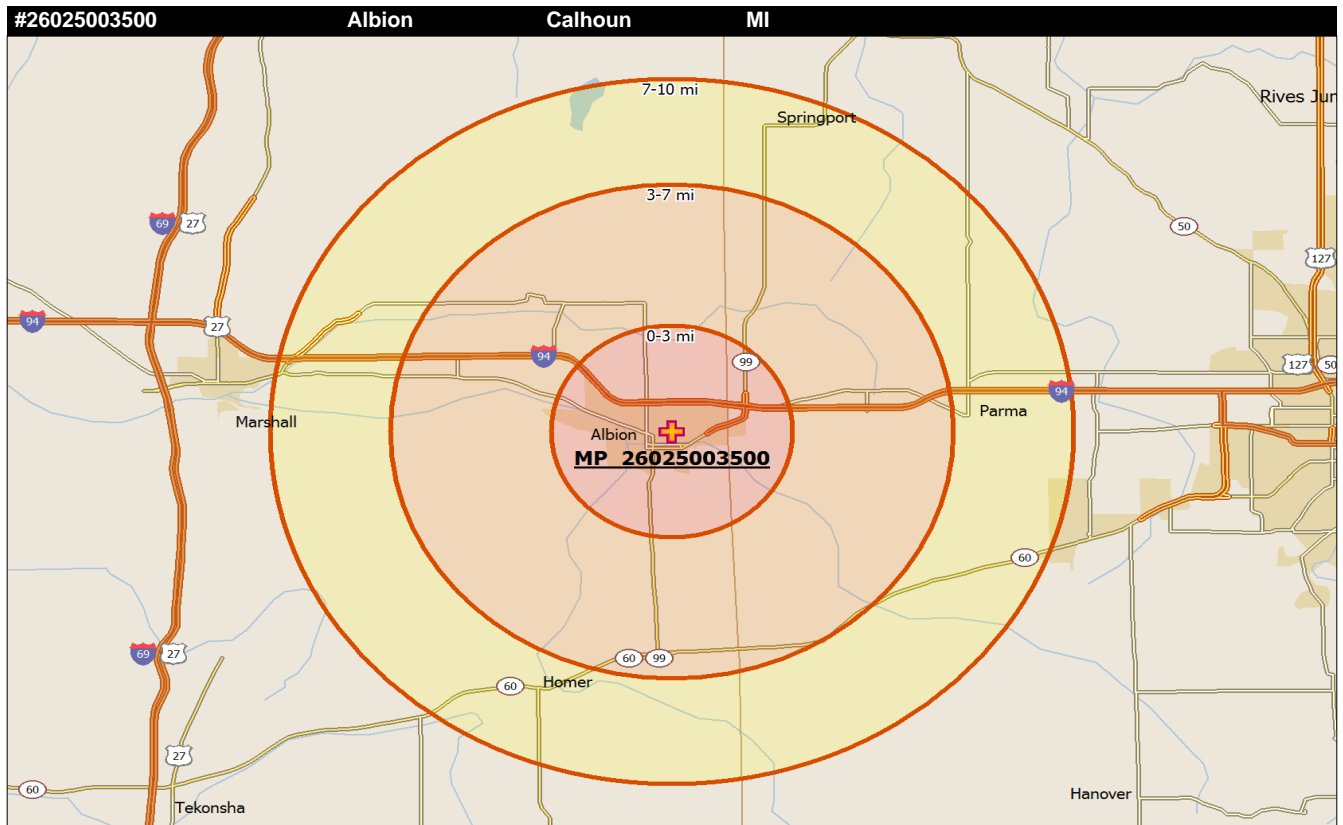 #26025003500 Albion Calhoun MI
7-10 mi
Rives Jun
Springport
3-7 mi
69 27
50
127
94
27
0-3 mi
94
99
127 50
94
Parma
Marshall
Albion
MP 26025003500
60
69 27
60 99
60
Homer
27
60
Hanover
Tekonsha